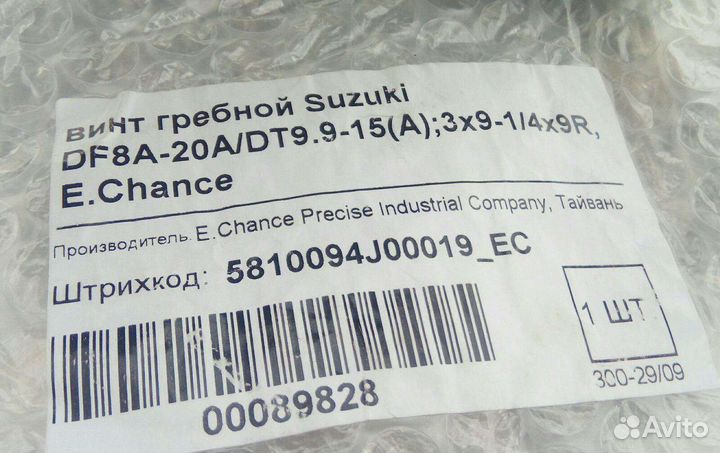 винт гребной Suzuki
DF8A-20A/DT9.9-15(A);3x9-1/4x9R,
E.Chance
Производитель: E.Chance Precise Industrial Company, Тайвань
Штрихкод: 5810094J00019_EC
1 ШТ.
00089828
300-29/09
Avito